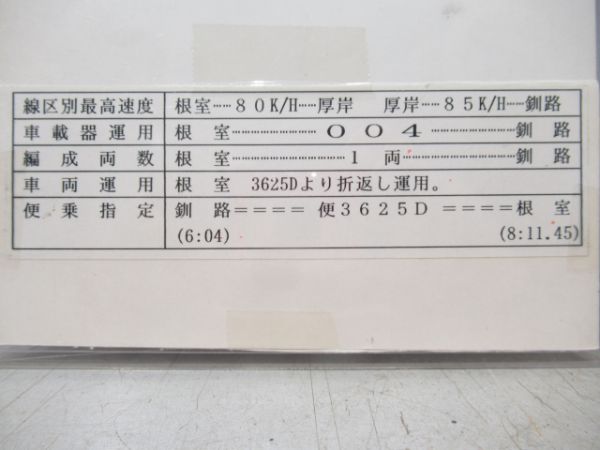 線区別最高速度 根室……80K/H……厚岸 厚岸……85K/H……釧路
車載器運用 根室………………004………………釧路
編成両数 根室………………1両………………釧路
車両運用 根室 3625Dより折返し運用。
便乗指定 釧路==== 便3625D ====根室
(6:04) (8:11.45)